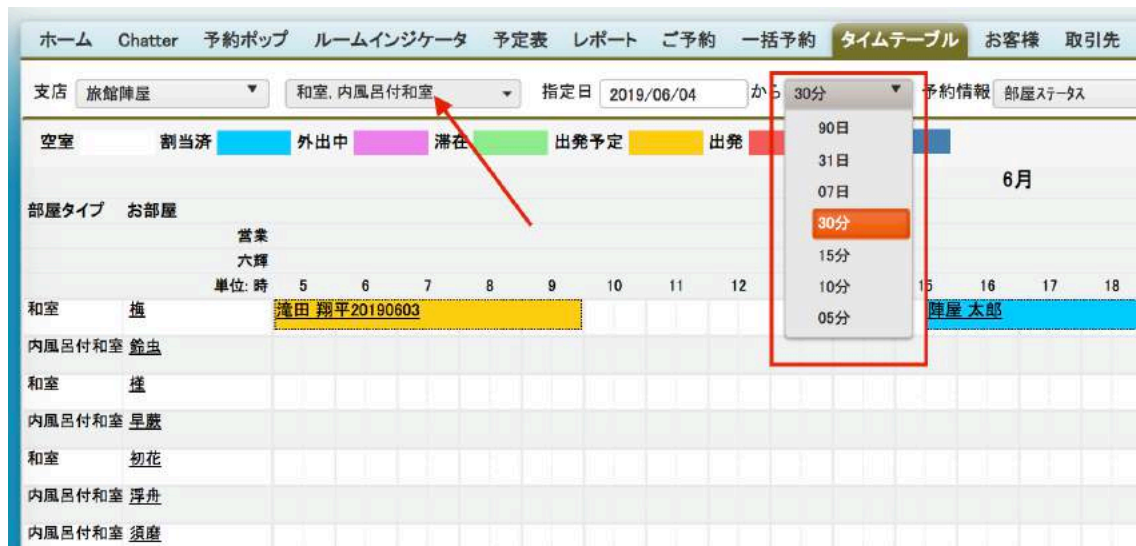 ホーム Chatter 予約ポップ ルームインジケータ 予定表 レポート ご予約 一括予約 タイムテーブル お客様 取引先
支店 旅館陣屋 和室, 内風呂付和室 指定日 2019/06/04 から 30分 予約情報 部屋ステータス
空室 割当済 外出中 滞在 出発予定 出発
90日
31日
07日
30分
15分
10分
05分
6月
部屋タイプ お部屋
営業
六輝
単位: 時 5 6 7 8 9 10 11 12 15 16 17 18
和室 梅 滝田 翔平20190603 陣屋 太郎
内風呂付和室 鈴虫
和室
内風呂付和室 早蕨
和室 初花
内風呂付和室 浮舟
内風呂付和室 須磨